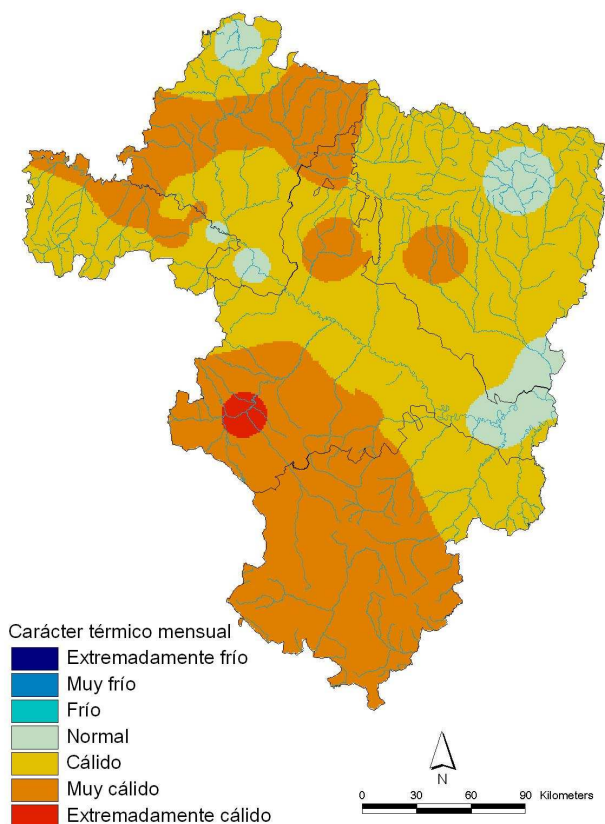 Carácter térmico mensual
Extremadamente frío
Muy frío
Frío
Normal
Cálido
Muy cálido
Extremadamente cálido
N
0 30 60 90 Kilometers